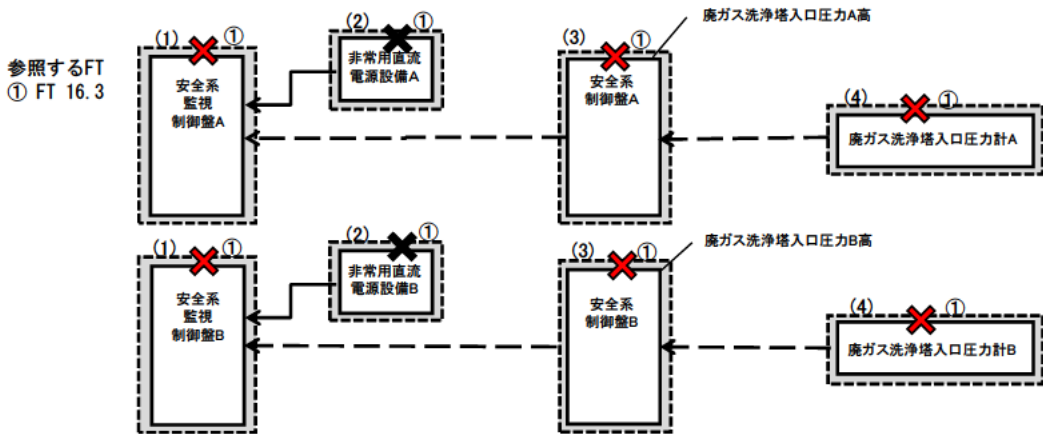 参照するFT
① FT 16.3
(1) ①
安全系
監視
制御盤A
(2) ①
非常用直流
電源設備A
(3) ①
廃ガス洗浄塔入口圧力A高
安全系
制御盤A
(4) ①
廃ガス洗浄塔入口圧力計A
(1) ①
安全系
監視
制御盤B
(2) ①
非常用直流
電源設備B
(3) ①
廃ガス洗浄塔入口圧力B高
安全系
制御盤B
(4) ①
廃ガス洗浄塔入口圧力計B